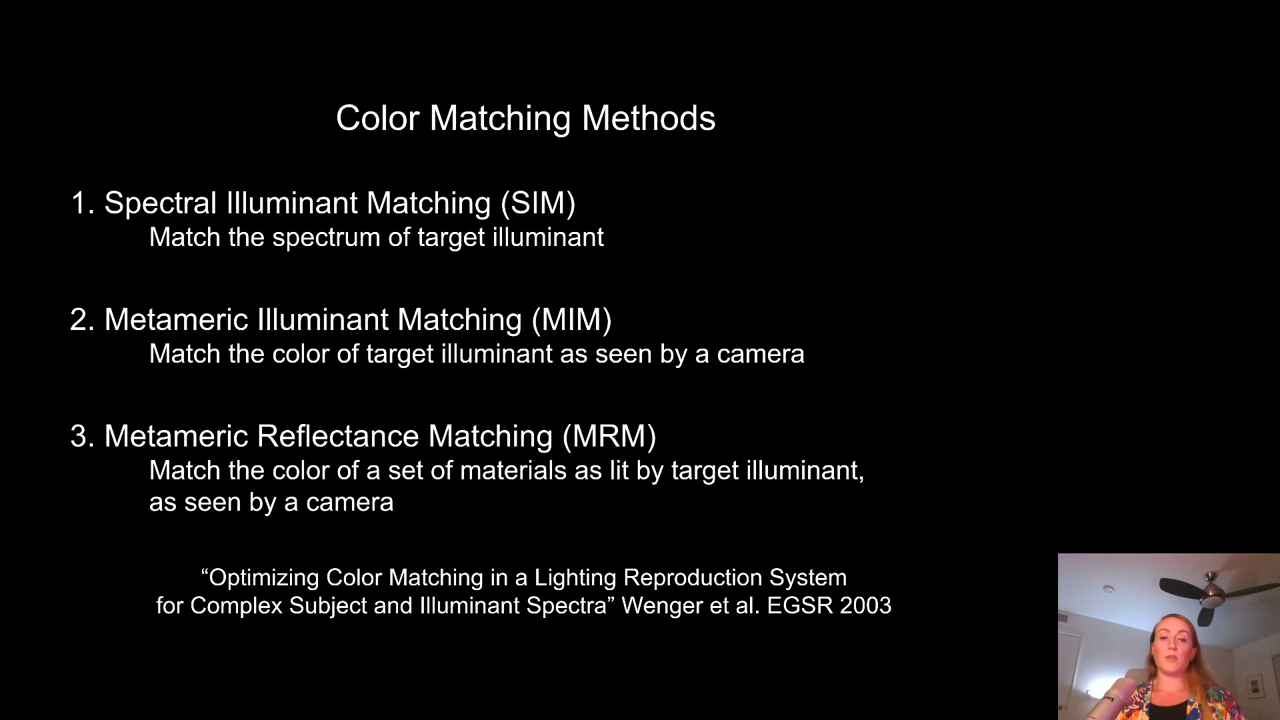 Color Matching Methods
1. Spectral Illuminant Matching (SIM)
Match the spectrum of target illuminant
2. Metameric Illuminant Matching (MIM)
Match the color of target illuminant as seen by a camera
3. Metameric Reflectance Matching (MRM)
Match the color of a set of materials as lit by target illuminant,
as seen by a camera
“Optimizing Color Matching in a Lighting Reproduction System
for Complex Subject and Illuminant Spectra” Wenger et al. EGSR 2003